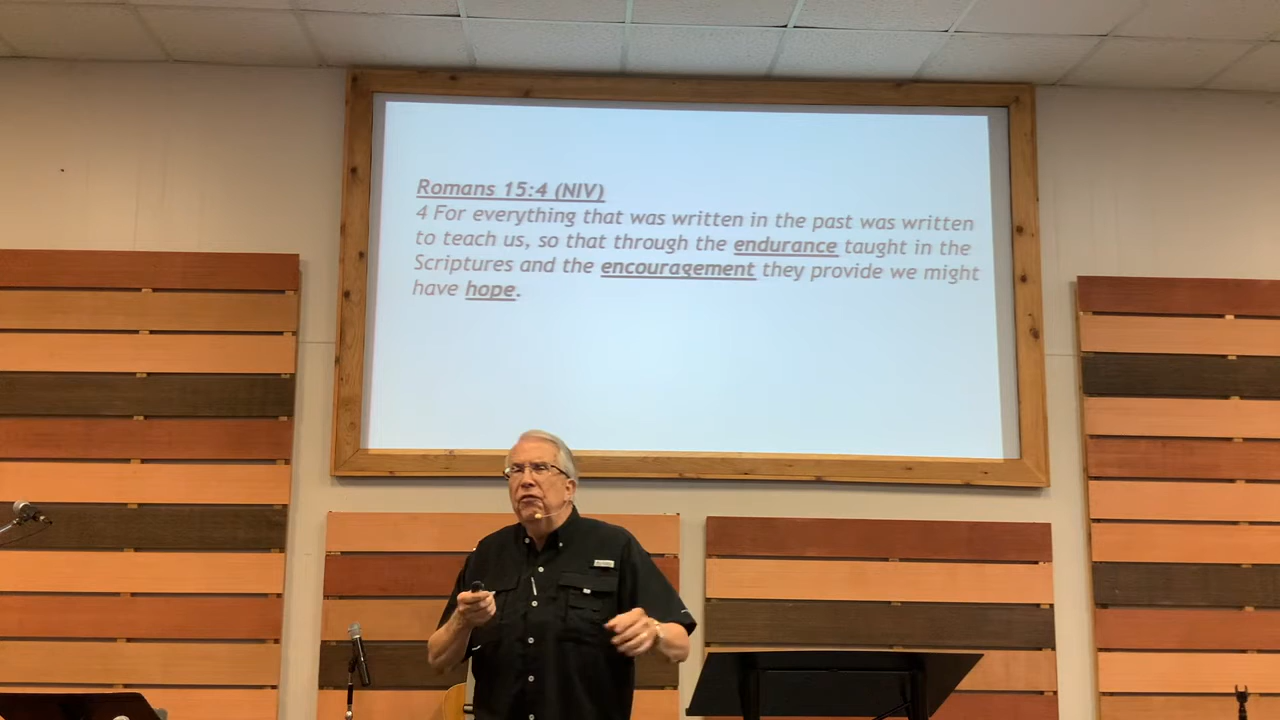 Romans 15:4 (NIV)
4 For everything that was written in the past was written
to teach us, so that through the endurance taught in the
Scriptures and the encouragement they provide we might
have hope.